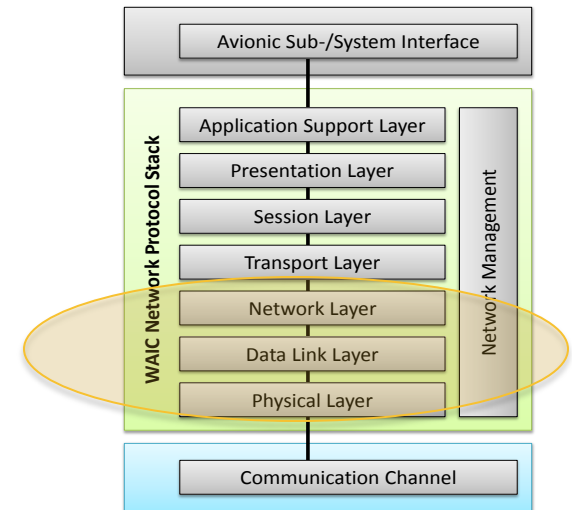 Avionic Sub-/System Interface
WAIC Network Protocol Stack
Application Support Layer
Presentation Layer
Session Layer
Transport Layer
Network Layer
Data Link Layer
Physical Layer
Network Management
Communication Channel